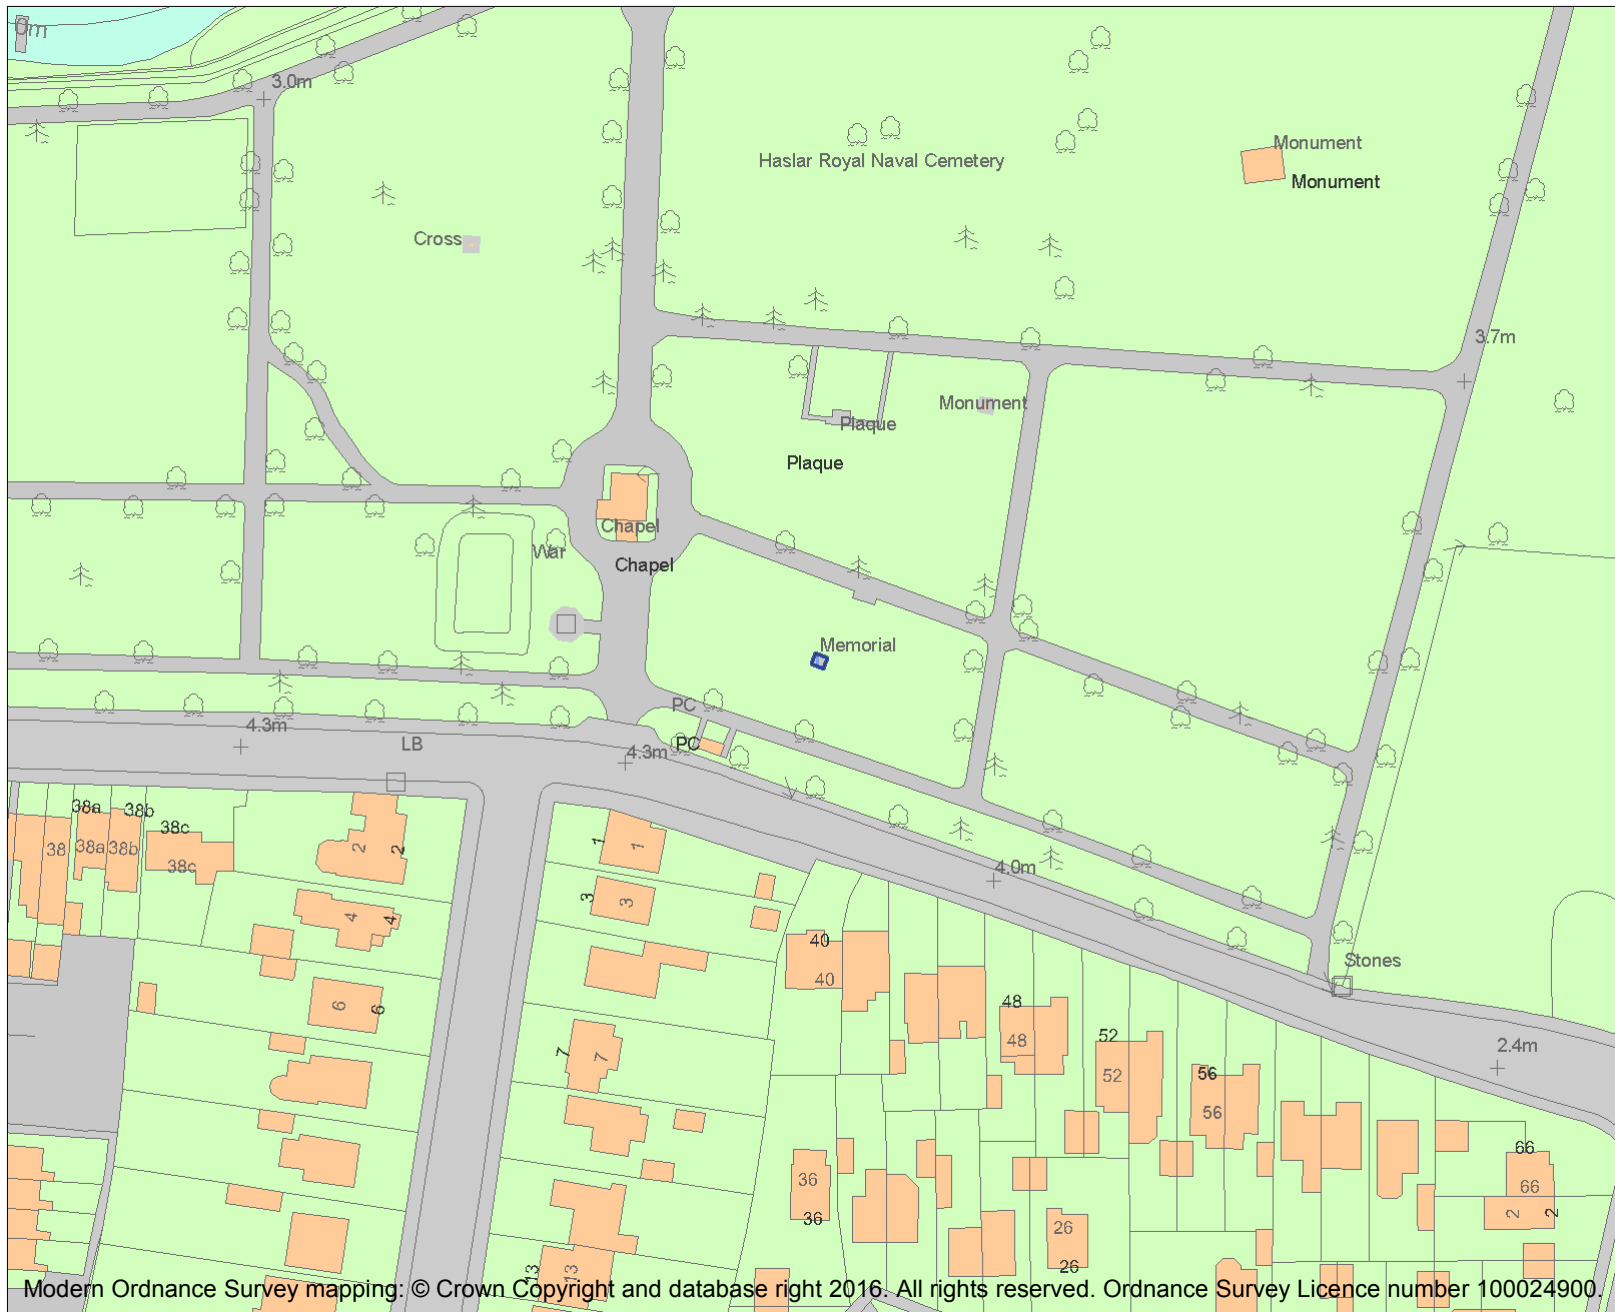 0m
3.0m
Haslar Royal Naval Cemetery
Monument
Monument
Cross
3.7m
Monument
Plaque
Plaque
Chapel
War
Chapel
Memorial
PC
4.3m
LB
PC
4.3m
38a
38b
38c
38
38a
38b
38c
2
2
1
1
4.0m
3
3
4
4
40
40
Stones
6
6
48
48
52
52
2.4m
7
7
56
56
36
36
66
66
2
2
26
26
13
13
Modern Ordnance Survey mapping: © Crown Copyright and database right 2016. All rights reserved. Ordnance Survey Licence number 100024900.